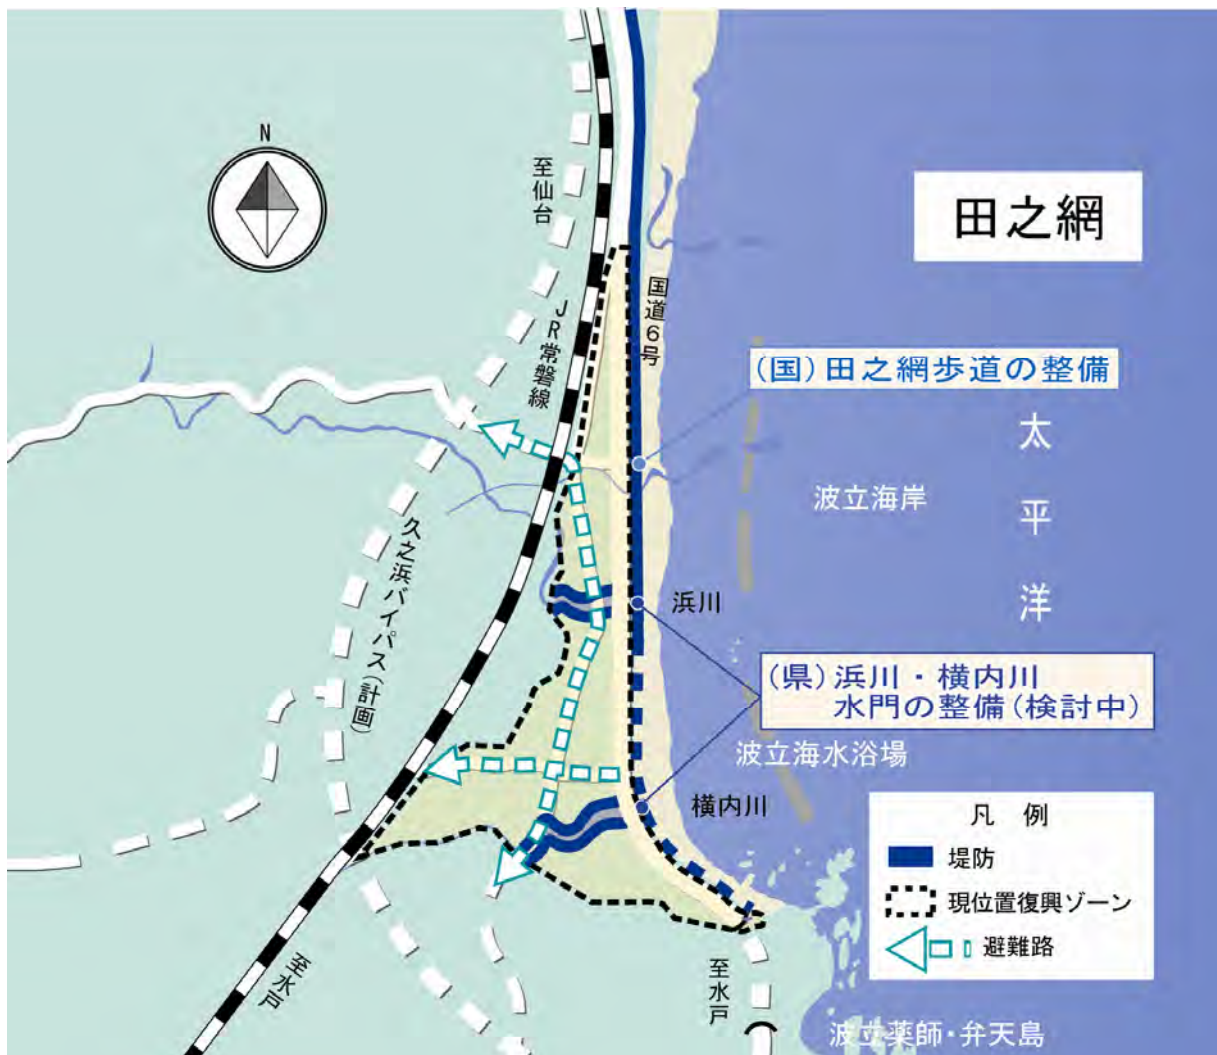 N
至仙台
田之網
国道6号
JR常磐線
(国)田之網歩道の整備
太平洋
波立海岸
久之浜バイパス(計画)
浜川
(県)浜川・横内川
水門の整備(検討中)
波立海水浴場
横内川
凡 例
堤防
現位置復興ゾーン
避難路
至水戸
至水戸
波立薬師・弁天島